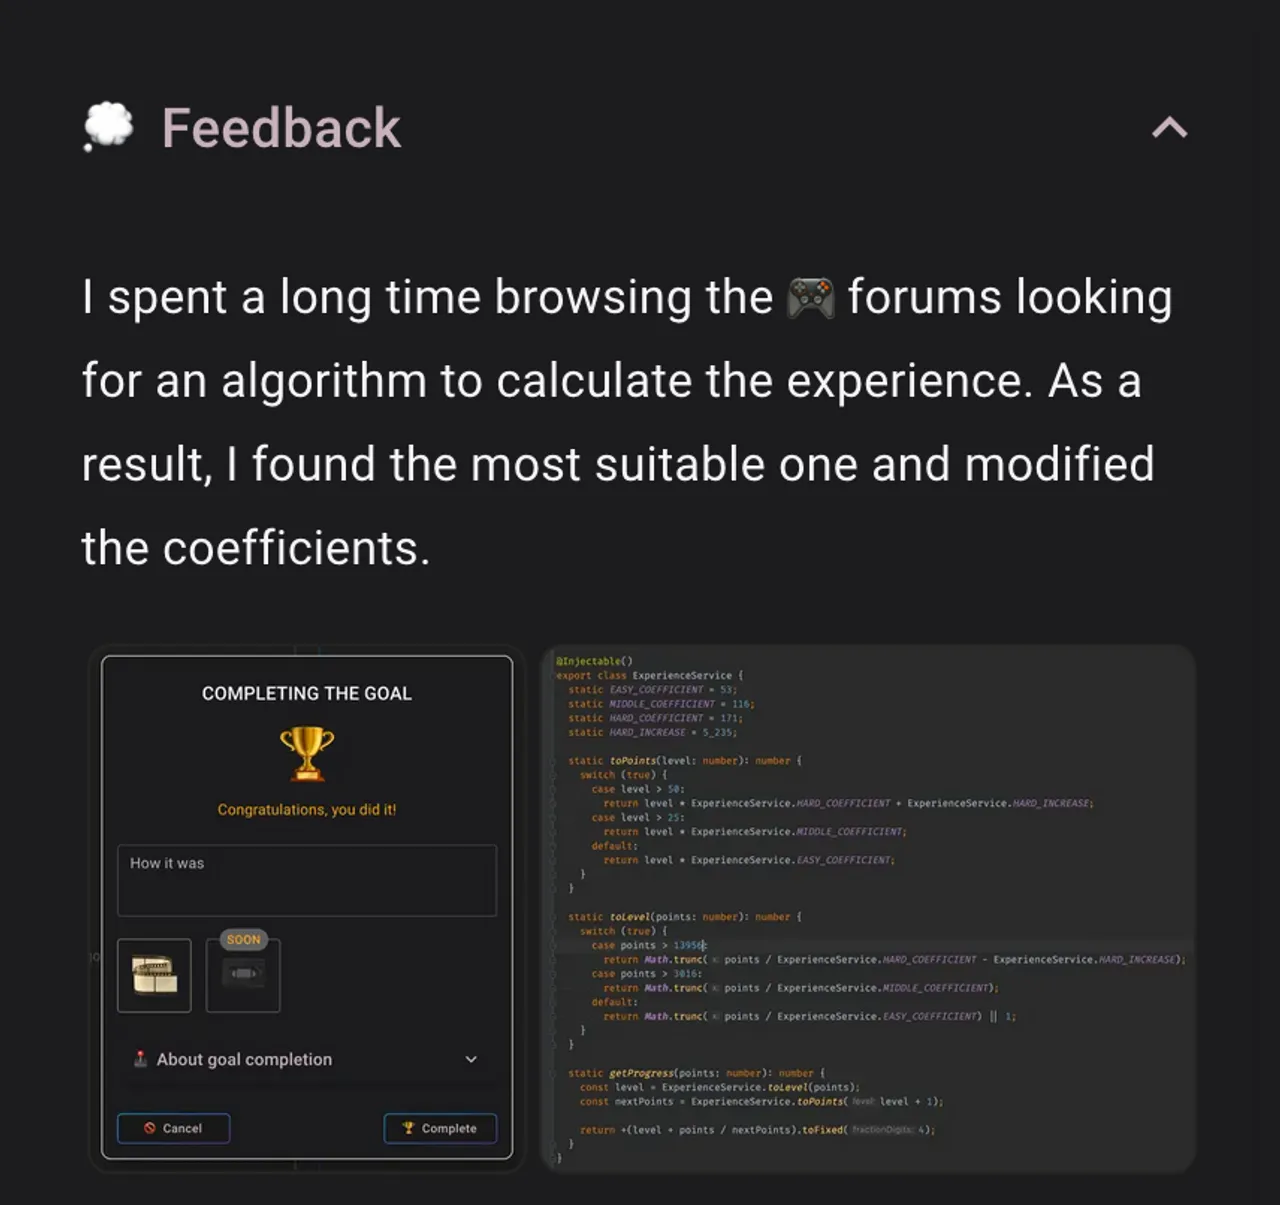 Feedback
I spent a long time browsing the 🎮 forums looking
for an algorithm to calculate the experience. As a
result, I found the most suitable one and modified
the coefficients.
COMPLETING THE GOAL
Congratulations, you did it!
How it was
SOON
About goal completion
Cancel
Complete
@Injectable()
export class ExperienceService {
static EASY_COEFFICIENT = 53;
static MIDDLE_COEFFICIENT = 116;
static HARD_COEFFICIENT = 171;
static HARD_INCREASE = 5_235;
static toPoints(level: number): number {
switch (true) {
case level > 50:
return level * ExperienceService.HARD_COEFFICIENT + ExperienceService.HARD_INCREASE;
case level > 25:
return level * ExperienceService.MIDDLE_COEFFICIENT;
default:
return level * ExperienceService.EASY_COEFFICIENT;
}
}
static toLevel(points: number): number {
switch (true) {
case points > 13956:
return Math.trunc( x: points / ExperienceService.HARD_COEFFICIENT - ExperienceService.HARD_INCREASE);
case points > 3016:
return Math.trunc( x: points / ExperienceService.MIDDLE_COEFFICIENT);
default:
return Math.trunc( x: points / ExperienceService.EASY_COEFFICIENT) || 1;
}
}
static getProgress(points: number): number {
const level = ExperienceService.toLevel(points);
const nextPoints = ExperienceService.toPoints( level: level + 1);
return +(level + points / nextPoints).toFixed( fractionDigits: 4);
}
}